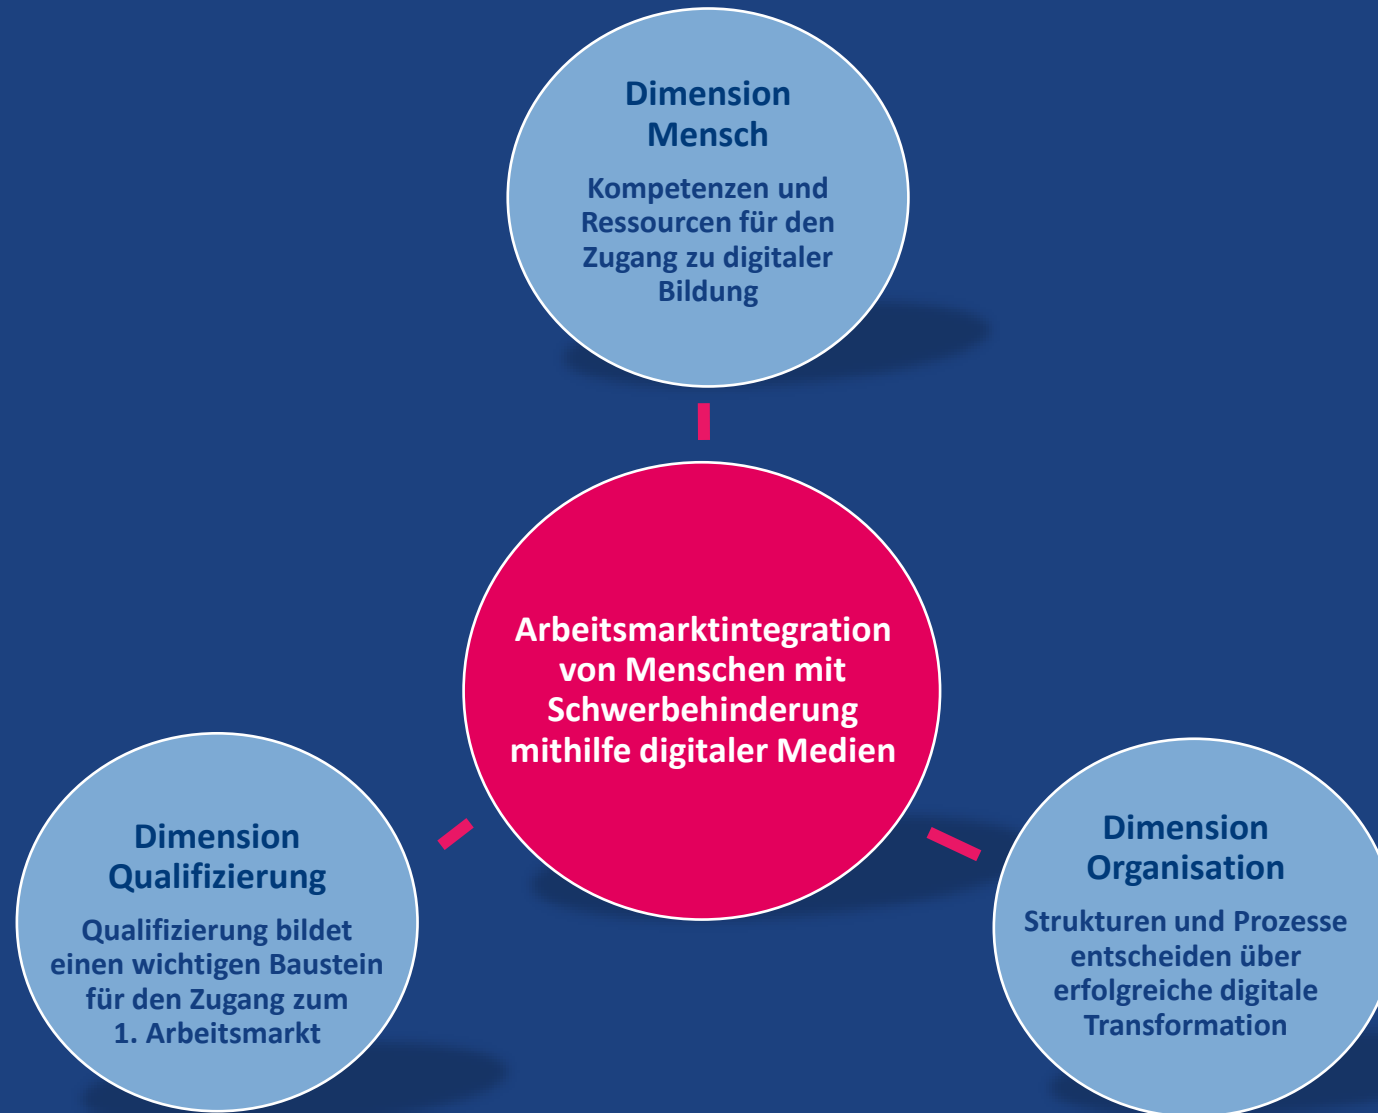 Dimension
Mensch
Kompetenzen und
Ressourcen für den
Zugang zu digitaler
Bildung
Arbeitsmarktintegration
von Menschen mit
Schwerbehinderung
mithilfe digitaler Medien
Dimension
Qualifizierung
Qualifizierung bildet
einen wichtigen Baustein
für den Zugang zum
1. Arbeitsmarkt
Dimension
Organisation
Strukturen und Prozesse
entscheiden über
erfolgreiche digitale
Transformation